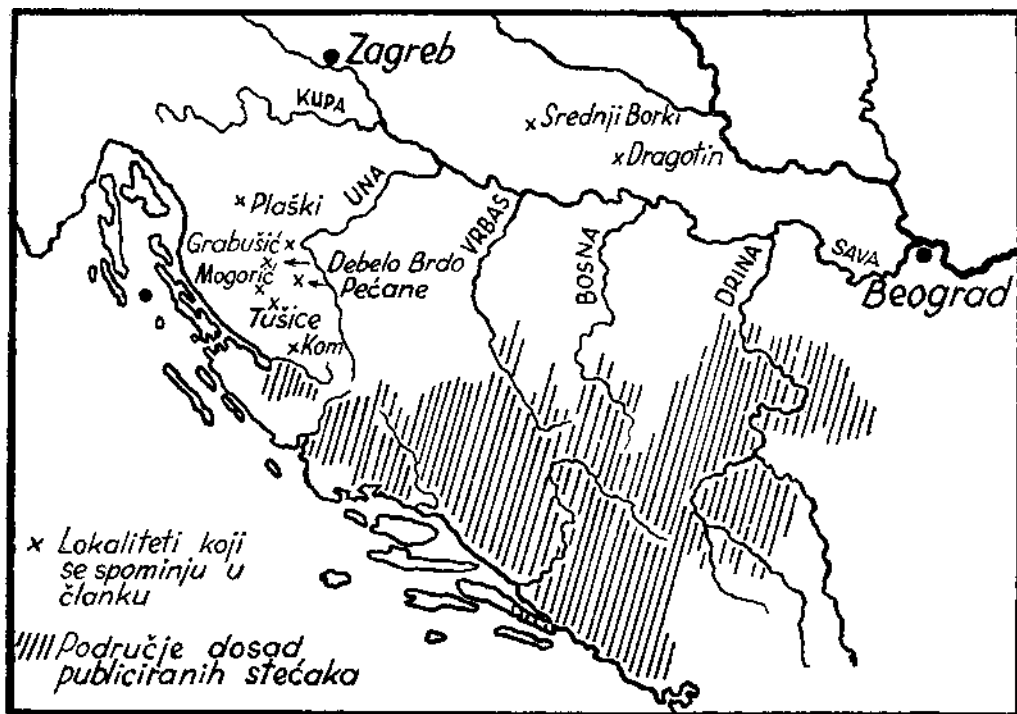 Zagreb
KUPA
× Srednji Borki
× Dragotin
UNA
× Plaški
VRBAS
Grabušić ×
BOSNA
DRINA
SAVA
Debelo Brdo
Beograd
Mogorić
Pećane
Tušice
× Kom
× Lokaliteti koji
se spominju u
članku
Područje dosad
publiciranih stećaka